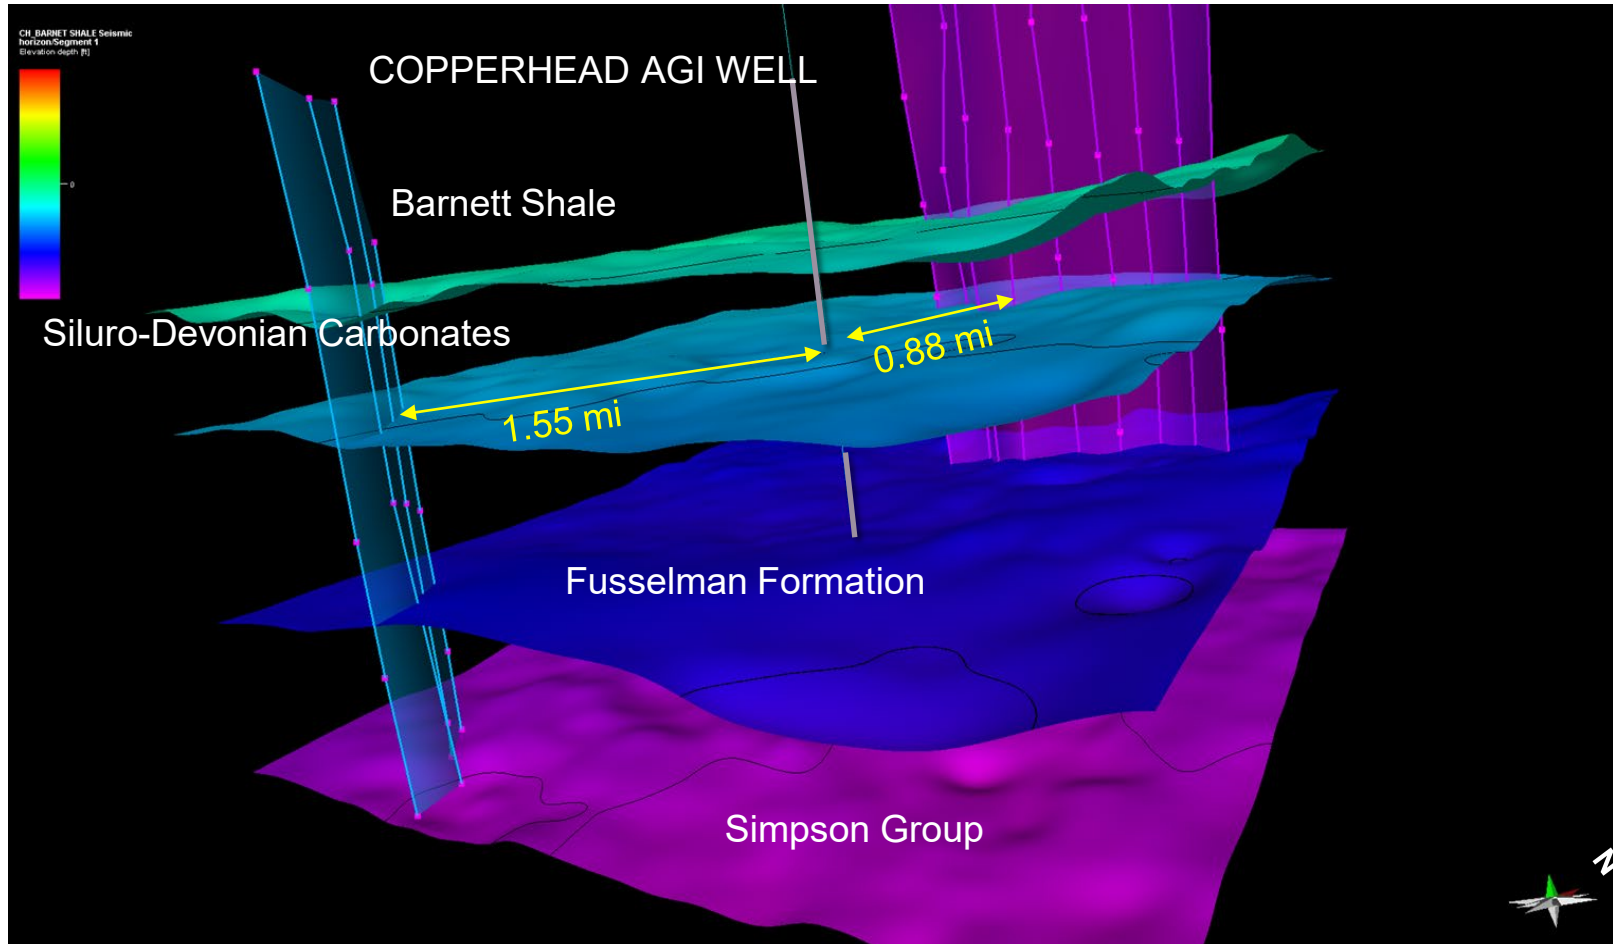 CH_BARNET SHALE Seismic
horizon/Segment 1
Elevation depth [ft]
0
COPPERHEAD AGI WELL
Barnett Shale
Siluro-Devonian Carbonates
0.88 mi
1.55 mi
Fusselman Formation
Simpson Group
N